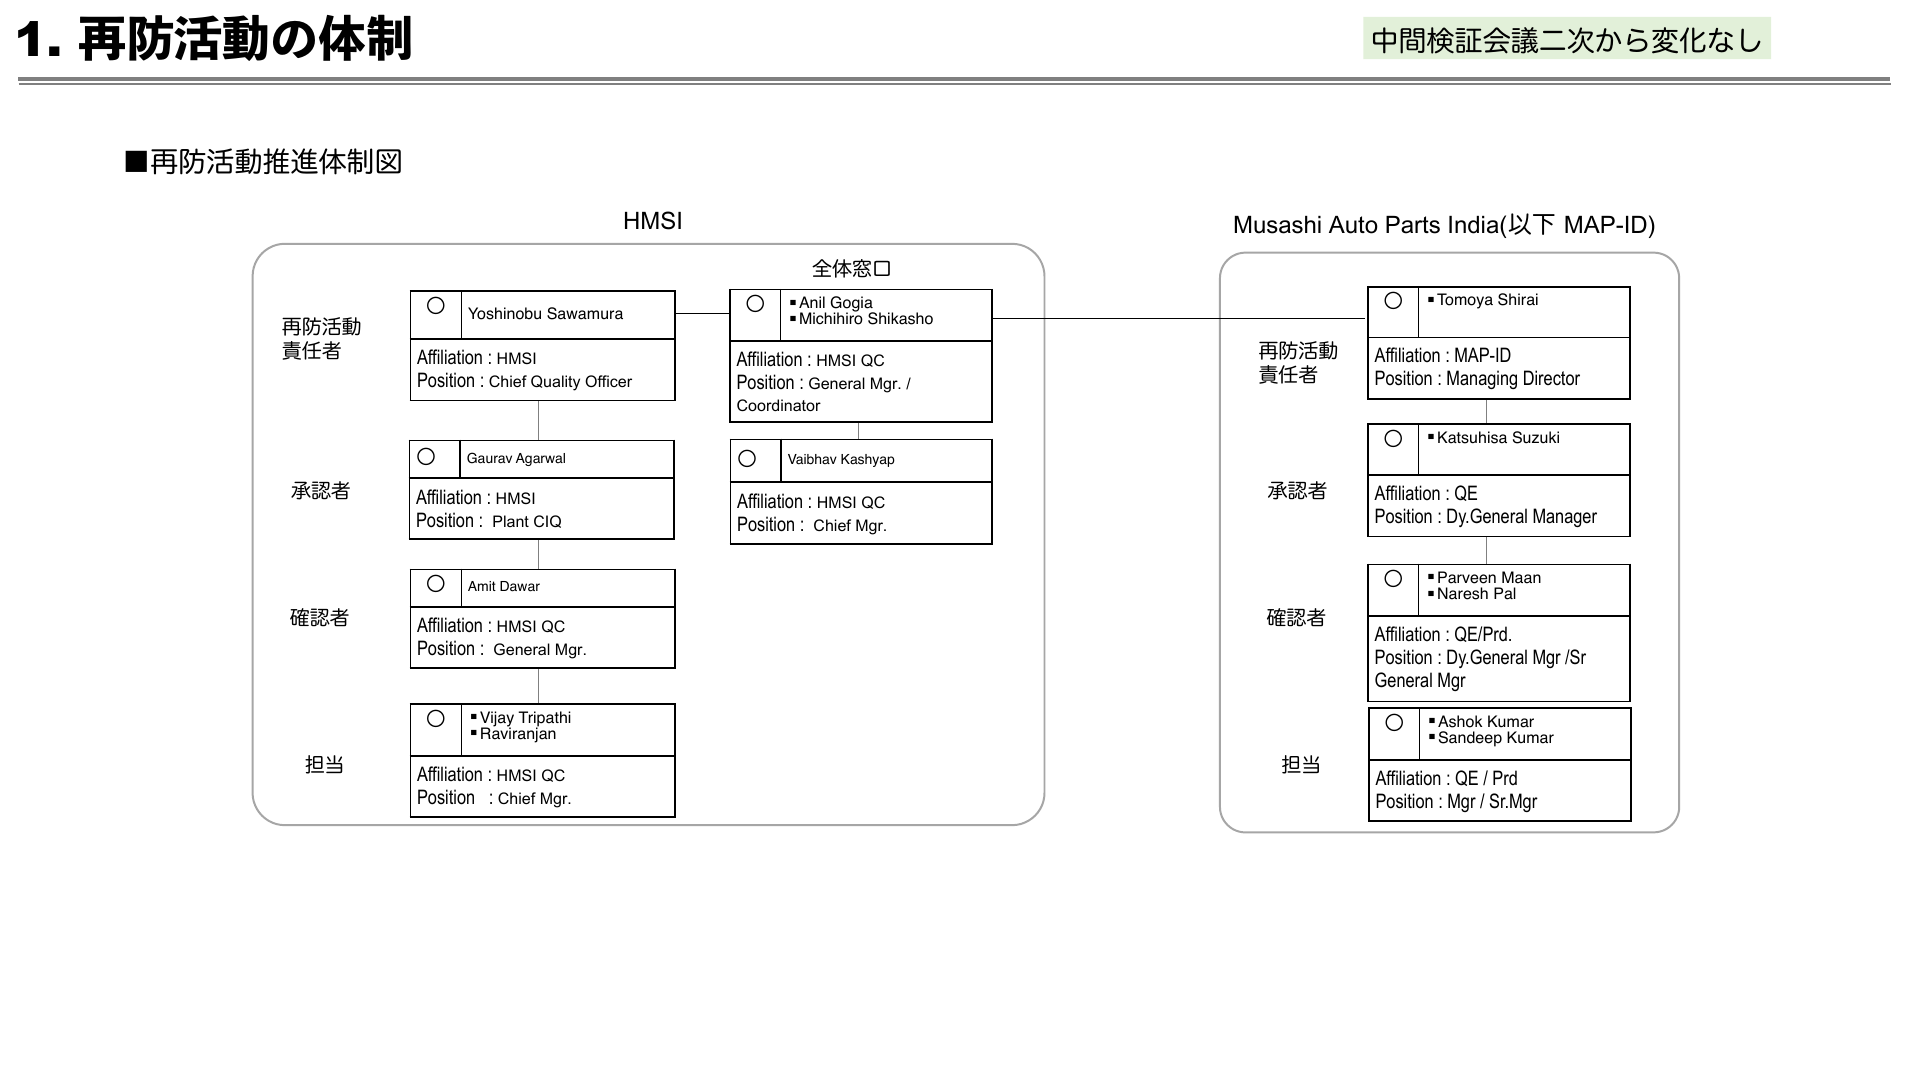 1. 再防活動の体制
中間検証会議二次から変化なし
■再防活動推進体制図
HMSI
全体窓口
再防活動
責任者
〇
Yoshinobu Sawamura
Affiliation : HMSI
Position : Chief Quality Officer
〇
▪Anil Gogia
▪Michihiro Shikasho
Affiliation : HMSI QC
Position : General Mgr. /
Coordinator
承認者
〇
Gaurav Agarwal
Affiliation : HMSI
Position : Plant CIQ
〇
Vaibhav Kashyap
Affiliation : HMSI QC
Position : Chief Mgr.
確認者
〇
Amit Dawar
Affiliation : HMSI QC
Position : General Mgr.
担当
〇
▪Vijay Tripathi
▪Raviranjan
Affiliation : HMSI QC
Position : Chief Mgr.
Musashi Auto Parts India(以下 MAP-ID)
再防活動
責任者
〇
▪Tomoya Shirai
Affiliation : MAP-ID
Position : Managing Director
承認者
〇
▪Katsuhisa Suzuki
Affiliation : QE
Position : Dy.General Manager
確認者
〇
▪Parveen Maan
▪Naresh Pal
Affiliation : QE/Prd.
Position : Dy.General Mgr /Sr
General Mgr
担当
〇
▪Ashok Kumar
▪Sandeep Kumar
Affiliation : QE / Prd
Position : Mgr / Sr.Mgr